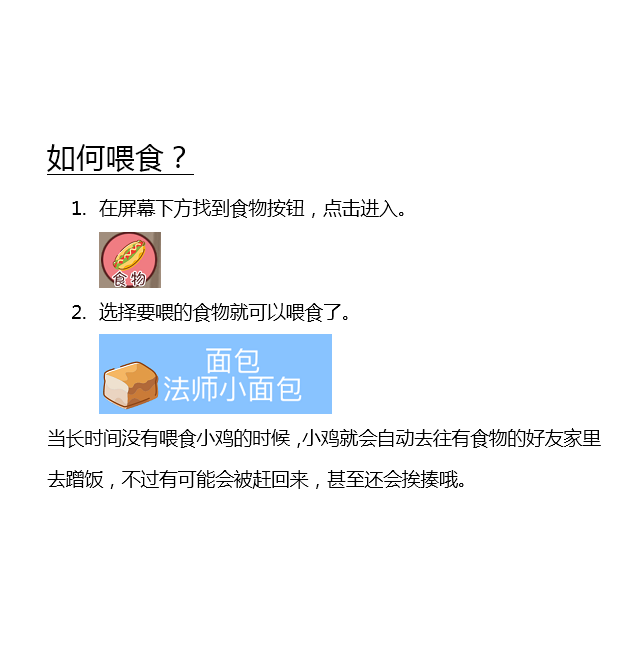 如何喂食？
1. 在屏幕下方找到食物按钮，点击进入。
食物
2. 选择要喂的食物就可以喂食了。
面包
法师小面包
当长时间没有喂食小鸡的时候，小鸡就会自动去往有食物的好友家里
去蹭饭，不过有可能会被赶回来，甚至还会挨揍哦。